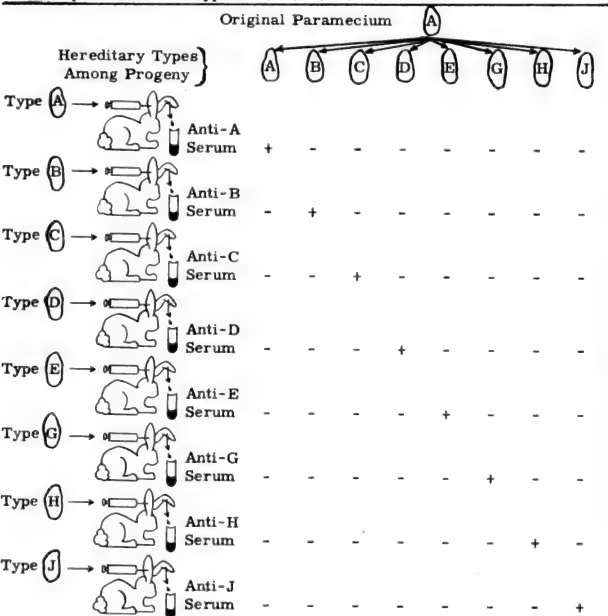 Original Paramecium A
Hereditary Types
Among Progeny }
A B C D E G H J
Type A
Anti-A
Serum + - - - - - - -
Type B
Anti-B
Serum - + - - - - - -
Type C
Anti-C
Serum - - + - - - - -
Type D
Anti-D
Serum - - - + - - - -
Type E
Anti-E
Serum - - - - + - - -
Type G
Anti-G
Serum - - - - - + - -
Type H
Anti-H
Serum - - - - - - + -
Type J
Anti-J
Serum - - - - - - - +